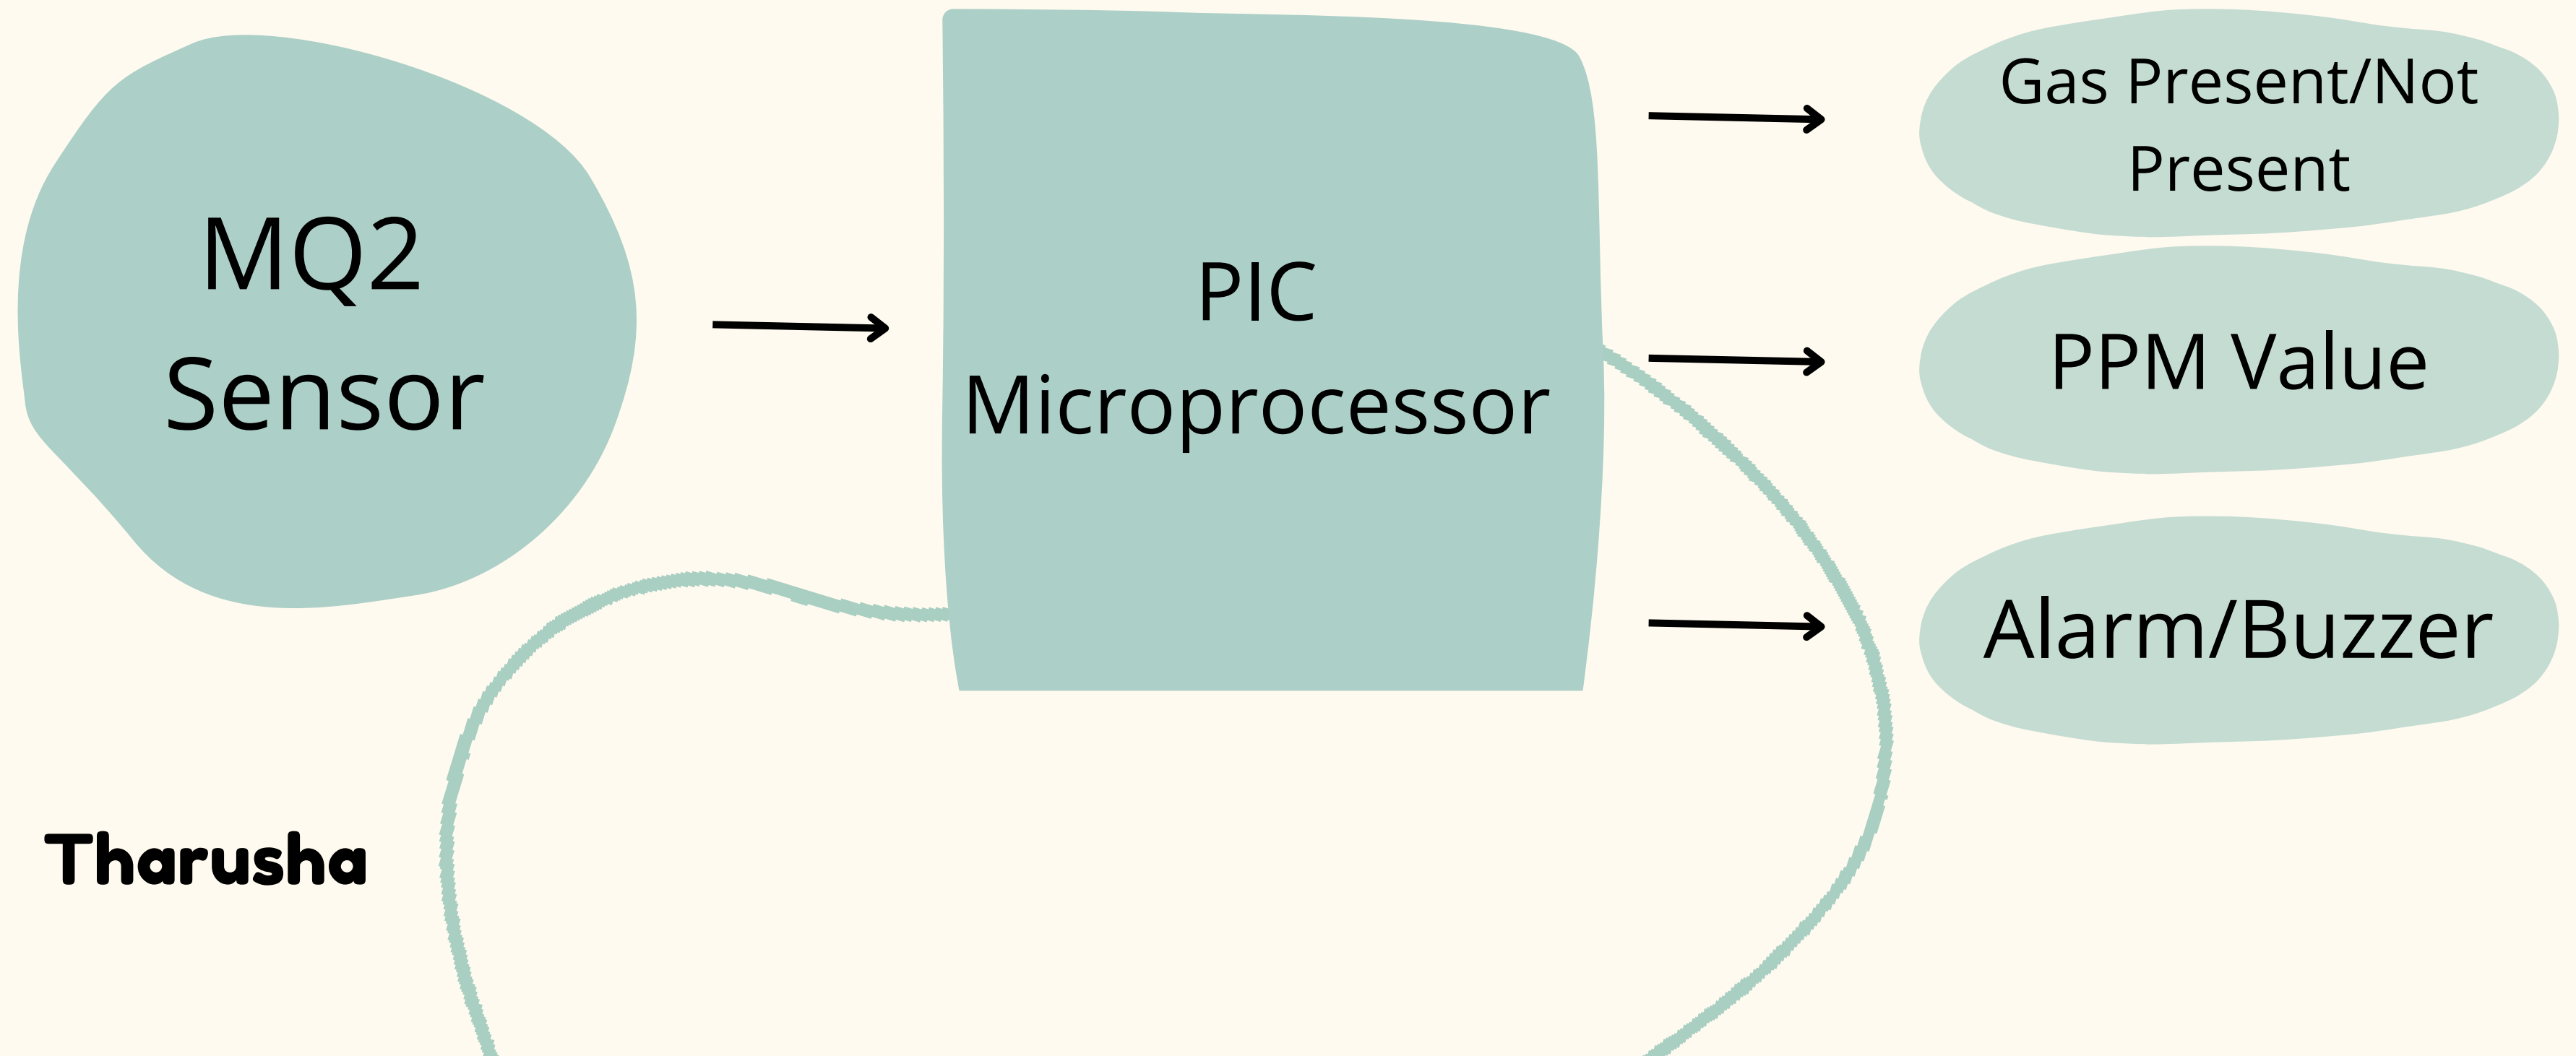 MQ2
Sensor
PIC
Microprocessor
Gas Present/Not
Present
PPM Value
Alarm/Buzzer
Tharusha